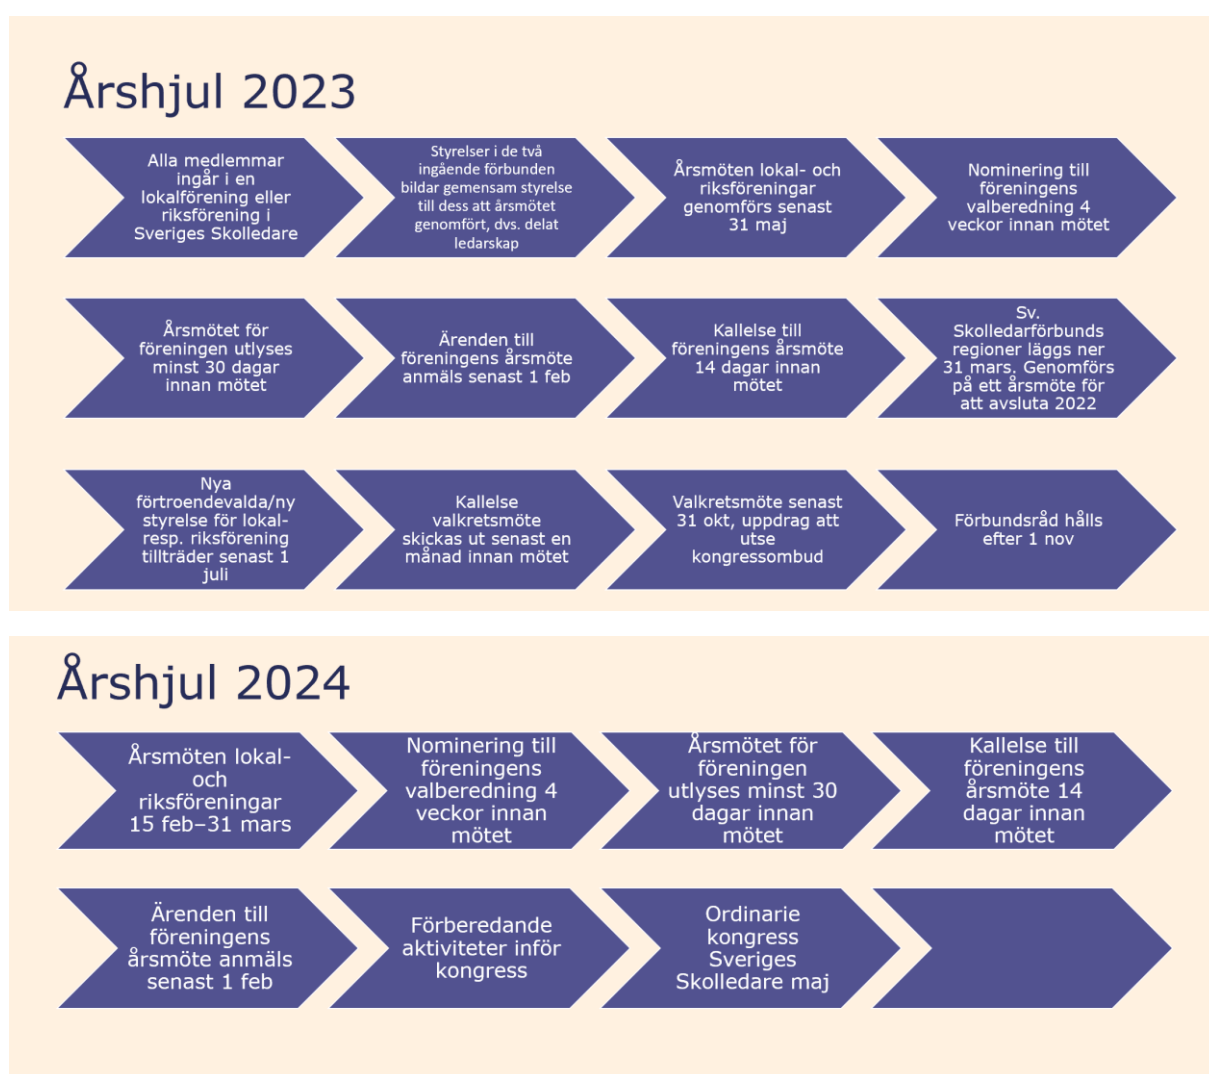 Årshjul 2023
Alla medlemmar
ingår i en
lokalförening eller
riksförening i
Sveriges Skolledare
Styrelser i de två
ingående förbunden
bildar gemensam styrelse
till dess att årsmötet
genomfört, dvs. delat
ledarskap
Årsmöten lokal- och
riksföreningar
genomförs senast
31 maj
Nominering till
föreningens
valberedning 4
veckor innan mötet
Årsmötet för
föreningen utlyses
minst 30 dagar
innan mötet
Ärenden till
föreningens årsmöte
anmäls senast 1 feb
Kallelse till
föreningens årsmöte
14 dagar innan
mötet
Sv.
Skolledarförbunds
regioner läggs ner
31 mars. Genomförs
på ett årsmöte för
att avsluta 2022
Nya
förtroendevalda/ny
styrelse för lokal-
resp. riksförening
tillträder senast 1
juli
Kallelse
valkretsmöte
skickas ut senast en
månad innan mötet
Valkretsmöte senast
31 okt, uppdrag att
utse
kongressombud
Förbundsråd hålls
efter 1 nov
Årshjul 2024
Årsmöten lokal-
och
riksföreningar
15 feb–31 mars
Nominering till
föreningens
valberedning 4
veckor innan
mötet
Årsmötet för
föreningen
utlyses minst 30
dagar innan
mötet
Kallelse till
föreningens
årsmöte 14
dagar innan
mötet
Ärenden till
föreningens
årsmöte anmäls
senast 1 feb
Förberedande
aktiviteter inför
kongress
Ordinarie
kongress
Sveriges
Skolledare maj